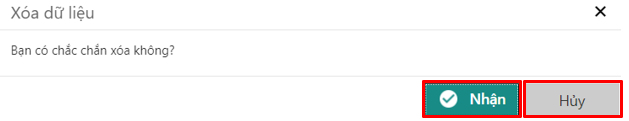 Xóa dữ liệu
Bạn có chắc chắn xóa không?
Nhận Hủy